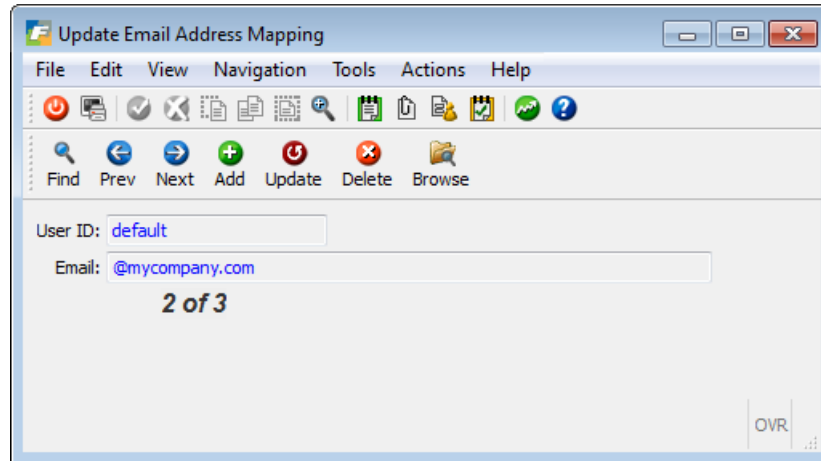 Update Email Address Mapping
File Edit View Navigation Tools Actions Help
Find Prev Next Add Update Delete Browse
User ID: default
Email: @mycompany.com
2 of 3
OVR